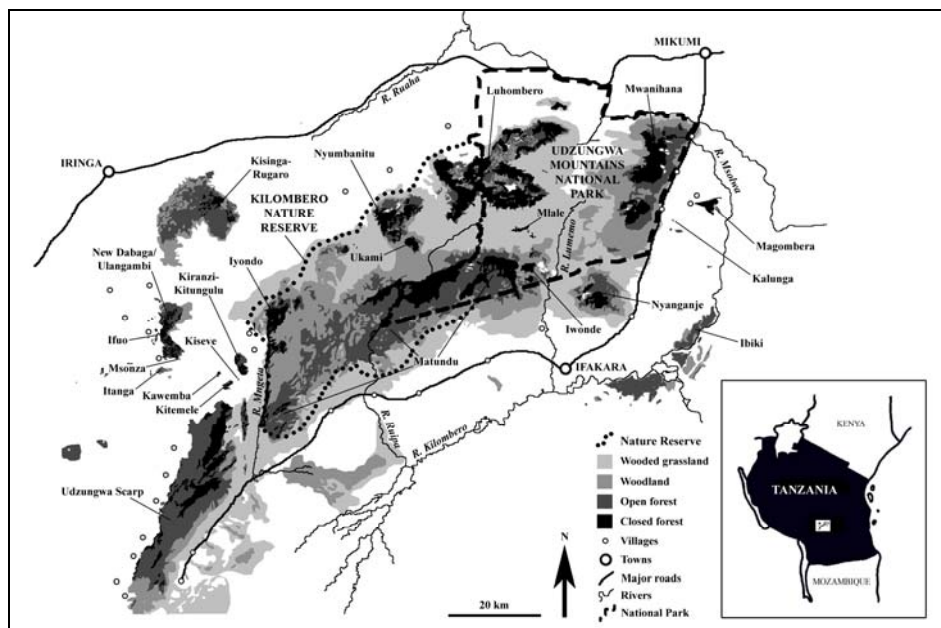 MIKUMI
R. Ruaha
Luhombero
Mwanihana
IRINGA
Nyumbanitu
Kisinga-
Rugaro
UDZUNGWA
MOUNTAINS
NATIONAL
PARK
R. Msolwa
KILOMBERO
NATURE
RESERVE
Mlale
R. Lumemo
Magombera
New Dabaga/
Ulangambi
Ukami
Kiranzi-
Kitungulu
Iyondo
Kalunga
Nyanganje
Ifuo
Kiseve
Iwonde
Ibiki
Msonza
Matundu
IFAKARA
Itanga
Kawemba
Kitemele
R. Mngeta
R. Ruipa
R. Kilombero
Udzungwa Scarp
Nature Reserve
Wooded grassland
Woodland
Open forest
Closed forest
Villages
Towns
Major roads
Rivers
National Park
N
20 km
KENYA
TANZANIA
MOZAMBIQUE